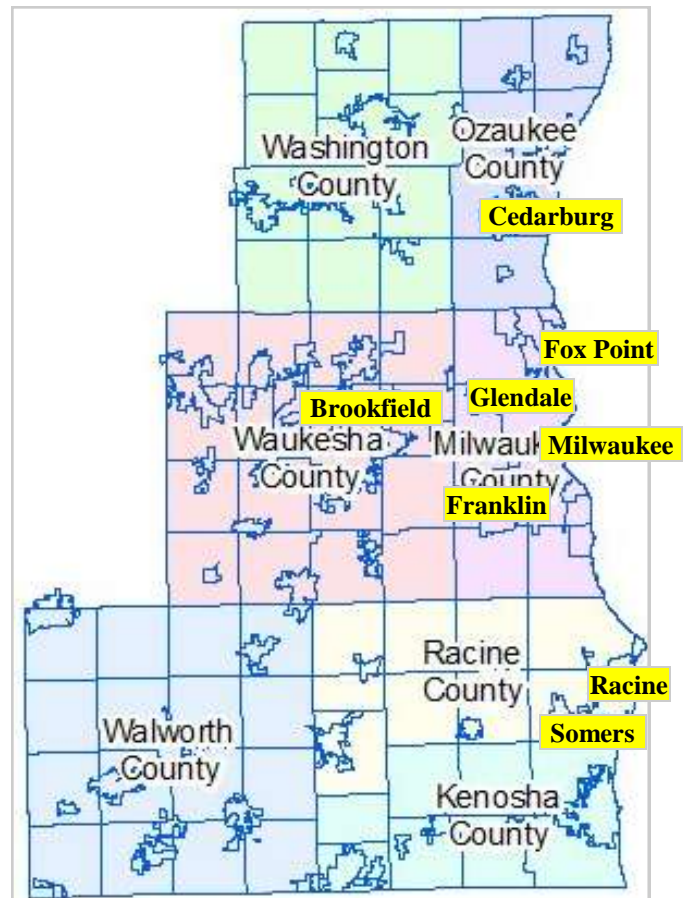 Ozaukee
County
Washington
County
Cedarburg
Fox Point
Glendale
Brookfield
Waukesha
County
Milwauk
County
Milwaukee
Franklin
Racine
County
Racine
Somers
Walworth
County
Kenosha
County